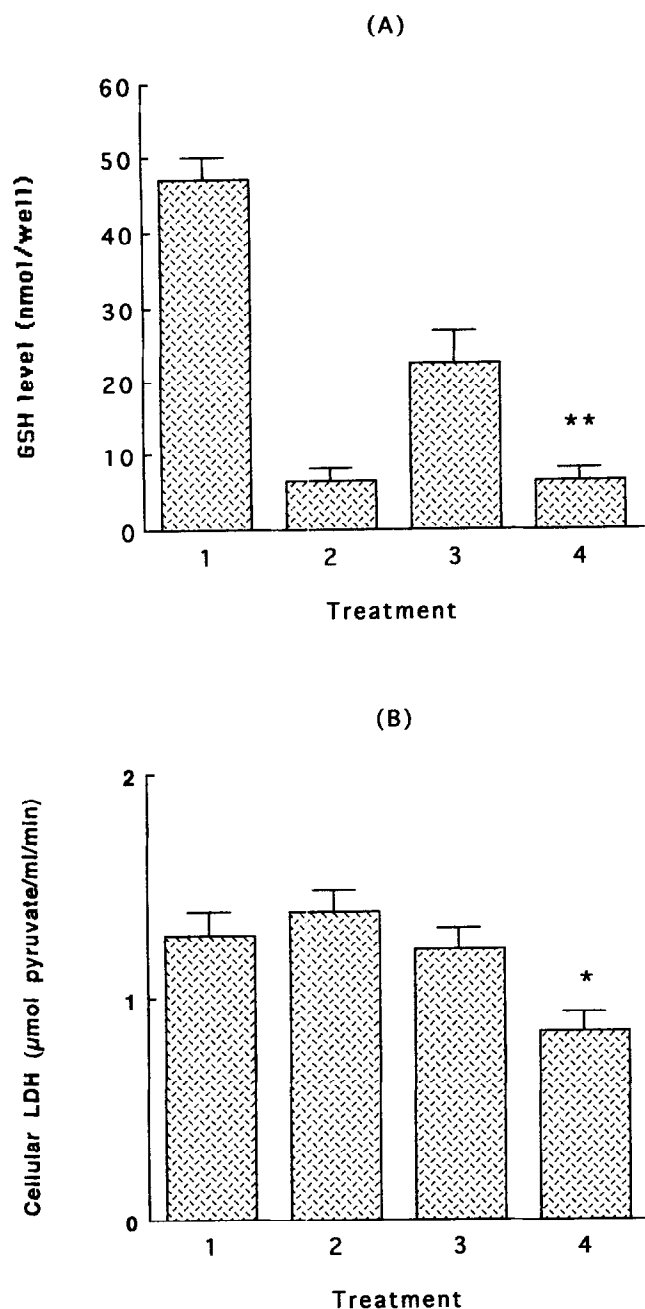 (A)
GSH level (nmol/well)
60
50
40
30
20
10
0
**
1 2 3 4
Treatment
(B)
Cellular LDH (µmol pyruvate/ml/min)
2
1
0
*
1 2 3 4
Treatment